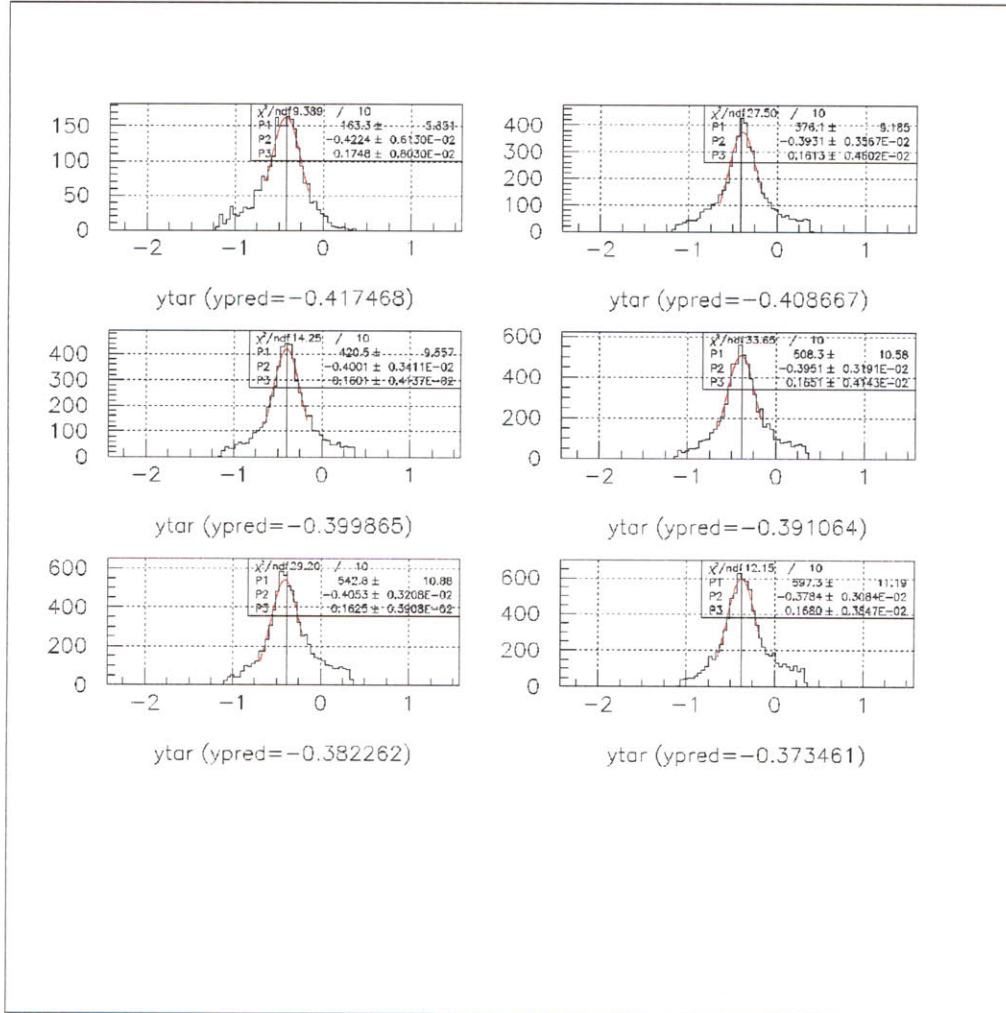 χ²/ndf 9.389 / 10
P1 163.3 ±
P2 -0.4224 ± 0.6130E-02
P3 0.1748 ± 0.8030E-02
150
100
50
0
-2 -1 0 1
ytar (ypred=-0.417468)
χ²/ndf 27.50 / 10
P1 376.1 ± 9.185
P2 -0.3931 ± 0.3567E-02
P3 0.1613 ± 0.4602E-02
400
300
200
100
0
-2 -1 0 1
ytar (ypred=-0.408667)
χ²/ndf 14.25 / 10
P1 420.5 ± 9.557
P2 -0.4001 ± 0.3411E-02
P3 0.1601 ± 0.4137E-02
400
300
200
100
0
-2 -1 0 1
ytar (ypred=-0.399865)
χ²/ndf 33.65 / 10
P1 508.3 ± 10.58
P2 -0.3951 ± 0.3191E-02
P3 0.1651 ± 0.4143E-02
600
400
200
0
-2 -1 0 1
ytar (ypred=-0.391064)
χ²/ndf 29.20 / 10
P1 542.8 ± 10.88
P2 -0.4053 ± 0.3208E-02
P3 0.1625 ± 0.3908E-02
600
400
200
0
-2 -1 0 1
ytar (ypred=-0.382262)
χ²/ndf 12.15 / 10
P1 597.3 ± 11.19
P2 -0.3784 ± 0.3084E-02
P3 0.1680 ± 0.3847E-02
600
400
200
0
-2 -1 0 1
ytar (ypred=-0.373461)